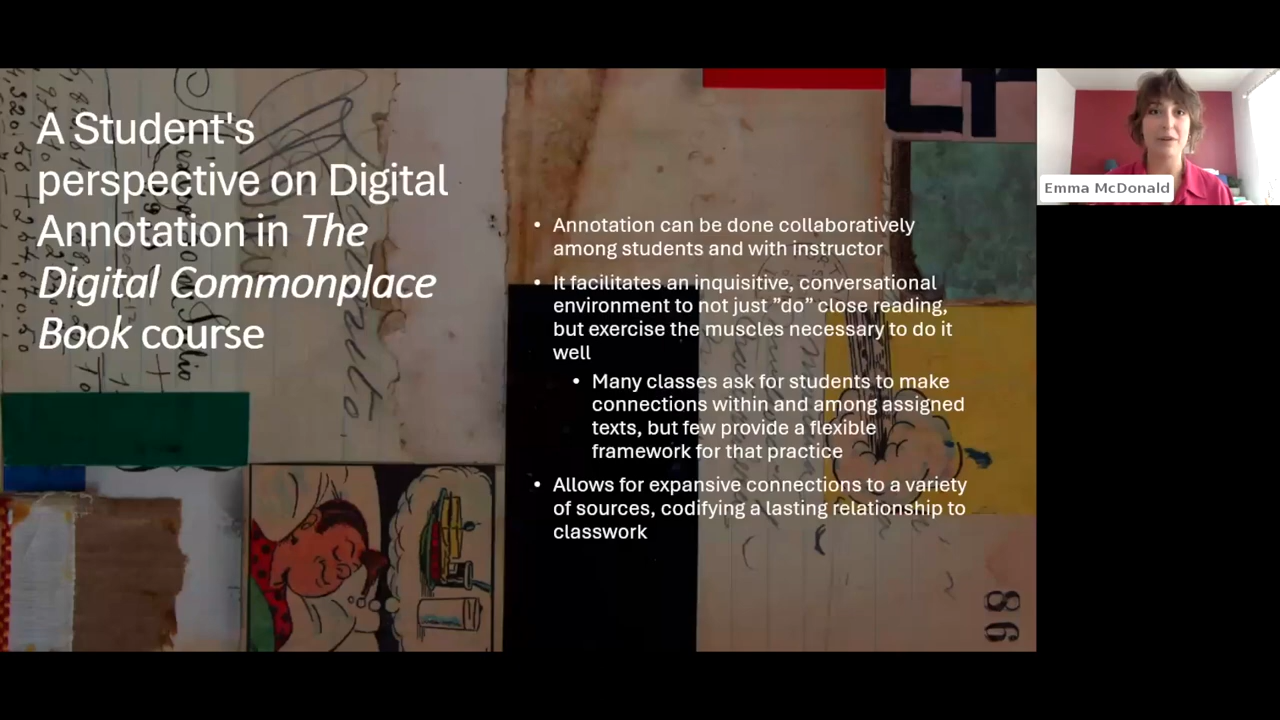 A Student's
perspective on Digital
Annotation in The
Digital Commonplace
Book course
• Annotation can be done collaboratively
among students and with instructor
• It facilitates an inquisitive, conversational
environment to not just ”do” close reading,
but exercise the muscles necessary to do it
well
• Many classes ask for students to make
connections within and among assigned
texts, but few provide a flexible
framework for that practice
• Allows for expansive connections to a variety
of sources, codifying a lasting relationship to
classwork
Emma McDonald
86